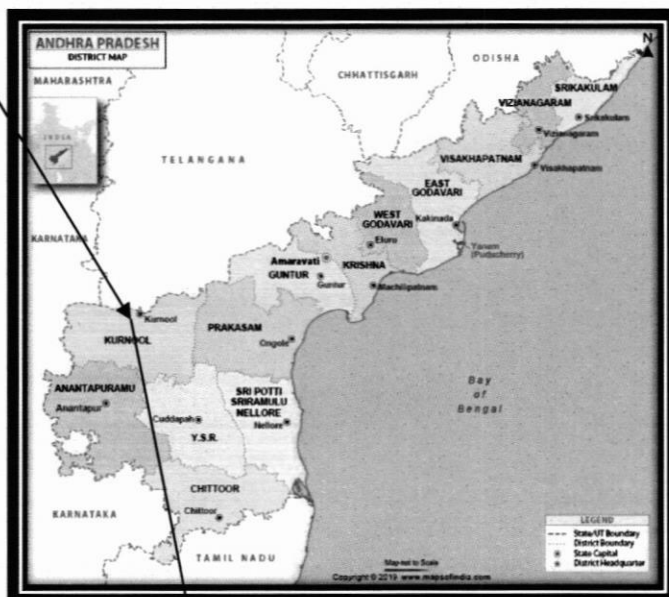 ANDHRA PRADESH
DISTRICT MAP
N
ODISHA
CHHATTISGARH
MAHARASHTRA
SRIKAKULAM
VIZIANAGARAM
Srikakulam
Vizianagaram
INDIA
TELANGANA
VISAKHAPATNAM
Visakhapatnam
EAST
GODAVARI
WEST
GODAVARI
Kakinada
KARNATAKA
Eluru
Yanam
(Puducherry)
Amaravati
KRISHNA
GUNTUR
Guntur
Machilipatnam
Kurnool
PRAKASAM
KURNOOL
Ongole
ANANTAPURAMU
Anantapur
SRI POTTI
SRIRAMULU
NELLORE
Bay
of
Bengal
Cuddapah
Nellore
Y.S.R.
CHITTOOR
Chittoor
KARNATAKA
TAMIL NADU
LEGEND
State/UT Boundary
District Boundary
State Capital
District Headquarter
Map not to Scale
Copyright © 2019 www.mapsofindia.com